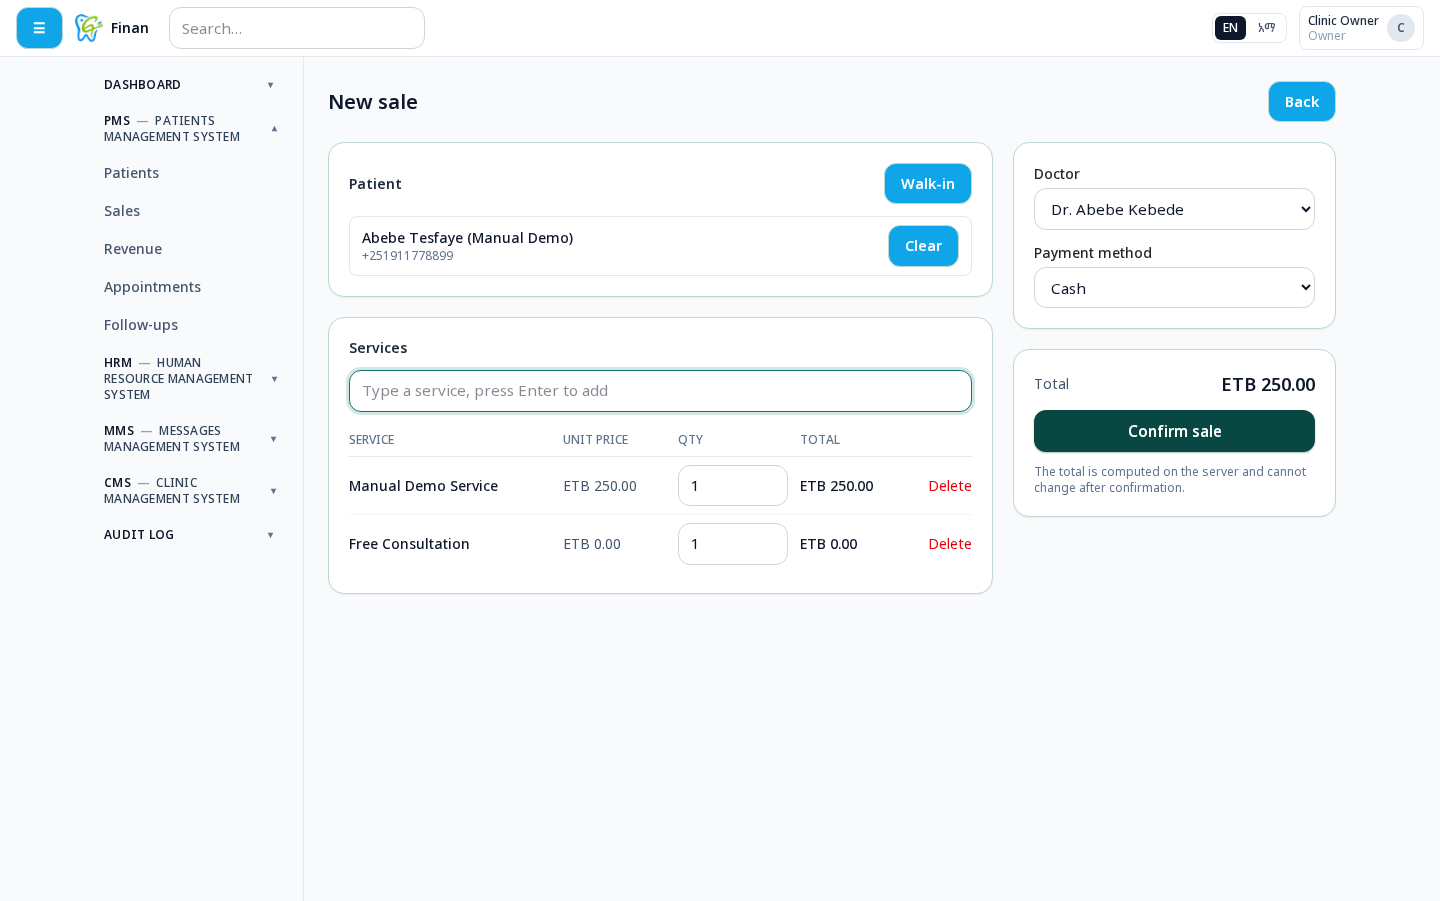 ☰
Finan
Search...
EN
አማ
Clinic Owner
Owner
C
DASHBOARD ▼
PMS — PATIENTS
MANAGEMENT SYSTEM ▲
Patients
Sales
Revenue
Appointments
Follow-ups
HRM — HUMAN
RESOURCE MANAGEMENT
SYSTEM ▼
MMS — MESSAGES
MANAGEMENT SYSTEM ▼
CMS — CLINIC
MANAGEMENT SYSTEM ▼
AUDIT LOG ▼
New sale
Back
Patient
Walk-in
Abebe Tesfaye (Manual Demo)
+251911778899
Clear
Services
Type a service, press Enter to add
SERVICE UNIT PRICE QTY TOTAL
Manual Demo Service ETB 250.00 1 ETB 250.00 Delete
Free Consultation ETB 0.00 1 ETB 0.00 Delete
Doctor
Dr. Abebe Kebede
Payment method
Cash
Total ETB 250.00
Confirm sale
The total is computed on the server and cannot
change after confirmation.